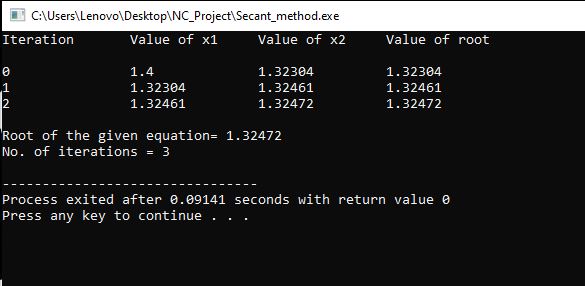 C:\Users\Lenovo\Desktop\NC_Project\Secant_method.exe
Iteration Value of x1 Value of x2 Value of root
0 1.4 1.32304 1.32304
1 1.32304 1.32461 1.32461
2 1.32461 1.32472 1.32472
Root of the given equation= 1.32472
No. of iterations = 3
--------------------------------
Process exited after 0.09141 seconds with return value 0
Press any key to continue . . .